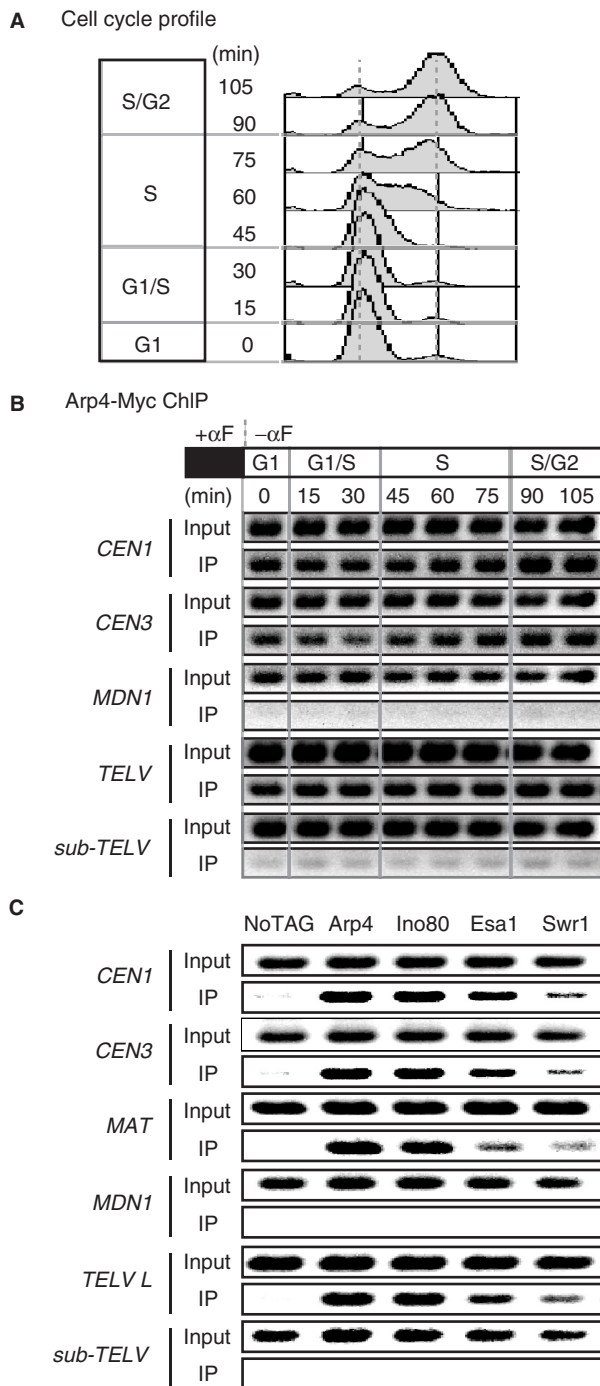 A Cell cycle profile
(min)
S/G2
105
90
S
75
60
45
G1/S
30
15
G1
0
B Arp4-Myc ChIP
+αF −αF
G1 G1/S S S/G2
(min) 0 15 30 45 60 75 90 105
CEN1
Input
IP
CEN3
Input
IP
MDN1
Input
IP
TELV
Input
IP
sub-TELV
Input
IP
C
NoTAG Arp4 Ino80 Esa1 Swr1
CEN1
Input
IP
CEN3
Input
IP
MAT
Input
IP
MDN1
Input
IP
TELV L
Input
IP
sub-TELV
Input
IP